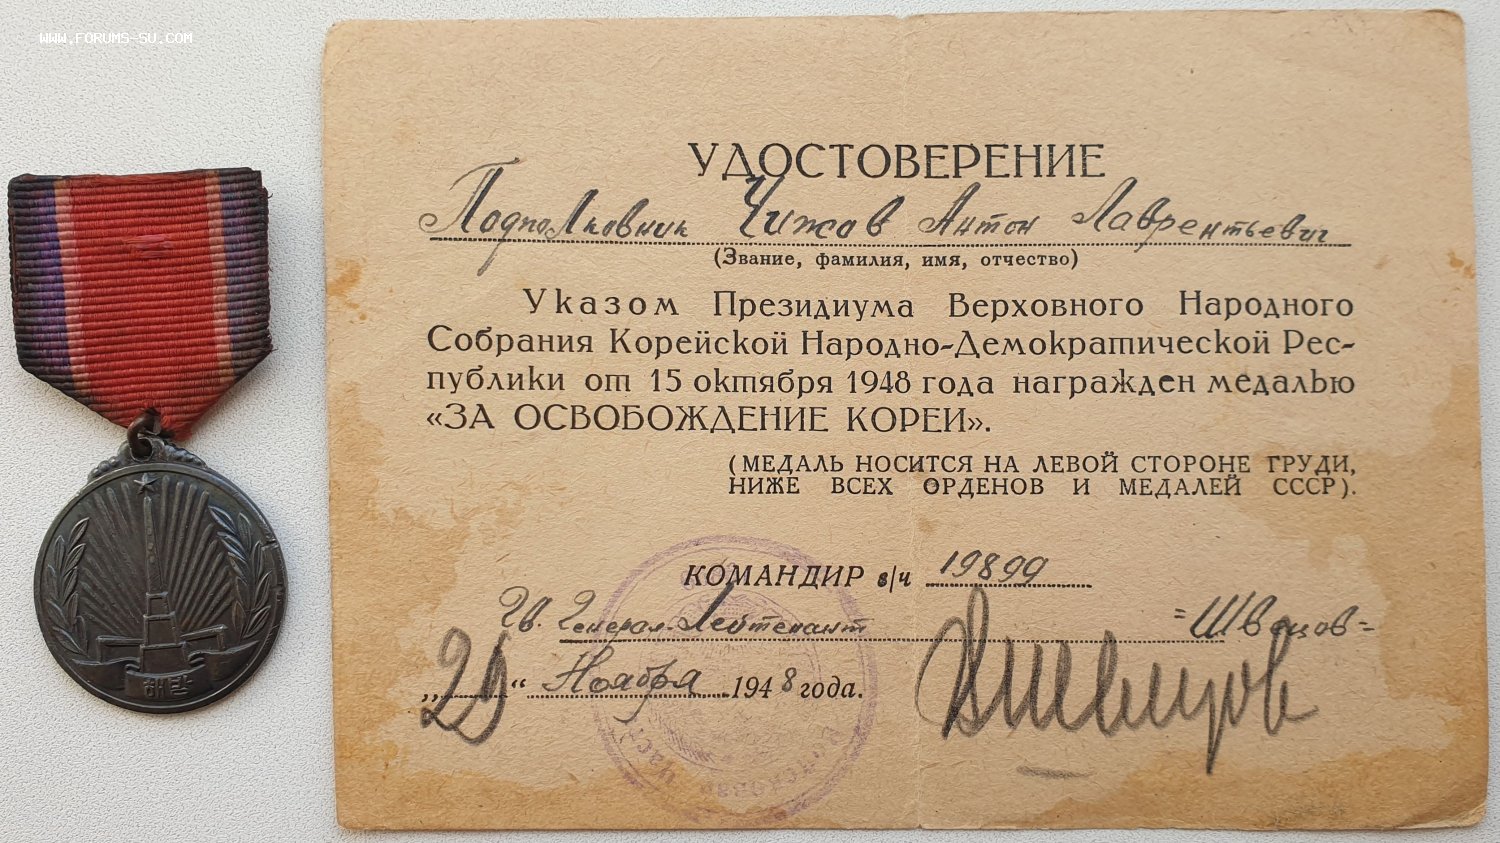 WWW.FORUMS-SU.COM
УДОСТОВЕРЕНИЕ
Подполковник Чижов Антон Лаврентьевич
(Звание, фамилия, имя, отчество)
Указом Президиума Верховного Народного
Собрания Корейской Народно-Демократической Рес-
публики от 15 октября 1948 года награжден медалью
«ЗА ОСВОБОЖДЕНИЕ КОРЕИ».
(МЕДАЛЬ НОСИТСЯ НА ЛЕВОЙ СТОРОНЕ ГРУДИ,
НИЖЕ ВСЕХ ОРДЕНОВ И МЕДАЛЕЙ СССР).
КОМАНДИР в/ч 19899
Гв. Генерал-Лейтенант =Швецов=
Швецов
„ “ Ноября 1948 года.
해방